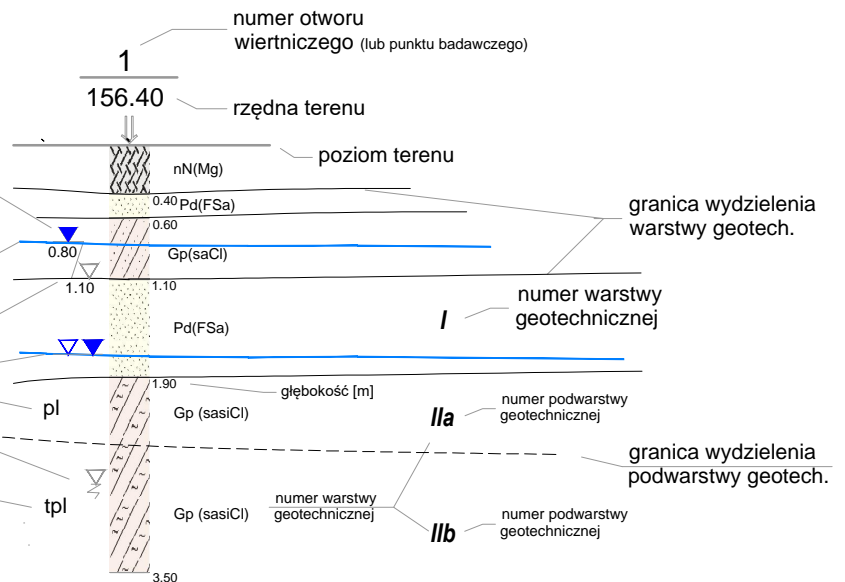 numer otworu
wiertniczego (lub punktu badawczego)
1
156.40
rzędna terenu
poziom terenu
nN(Mg)
0.40 Pd(FSa)
0.60
granica wydzielenia
warstwy geotech.
0.80
Gp(saCl)
1.10
1.10
numer warstwy
geotechnicznej
I
Pd(FSa)
1.90
głębokość [m]
pl
Gp (sasiCl)
IIa
numer podwarstwy
geotechnicznej
granica wydzielenia
podwarstwy geotech.
tpl
Gp (sasiCl)
numer warstwy
geotechnicznej
IIb
numer podwarstwy
geotechnicznej
3.50